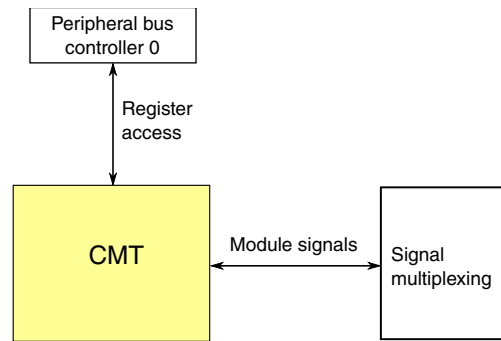 Peripheral bus
controller 0
Register
access
CMT
Module signals
Signal
multiplexing